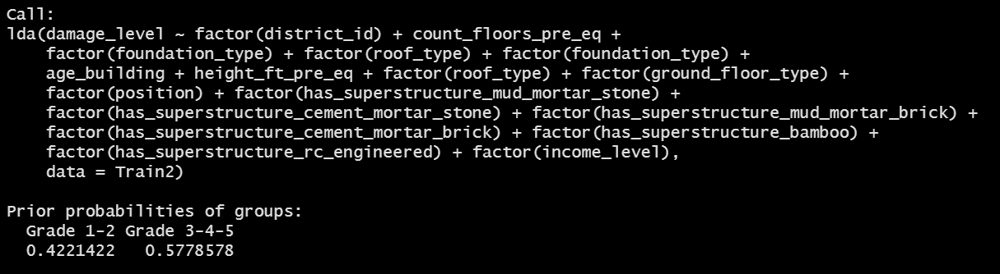 Call:
lda(damage_level ~ factor(district_id) + count_floors_pre_eq +
    factor(foundation_type) + factor(roof_type) + factor(foundation_type) +
    age_building + height_ft_pre_eq + factor(roof_type) + factor(ground_floor_type) +
    factor(position) + factor(has_superstructure_mud_mortar_stone) +
    factor(has_superstructure_cement_mortar_stone) + factor(has_superstructure_mud_mortar_brick) +
    factor(has_superstructure_cement_mortar_brick) + factor(has_superstructure_bamboo) +
    factor(has_superstructure_rc_engineered) + factor(income_level),
    data = Train2)

Prior probabilities of groups:
  Grade 1-2 Grade 3-4-5
  0.4221422   0.5778578